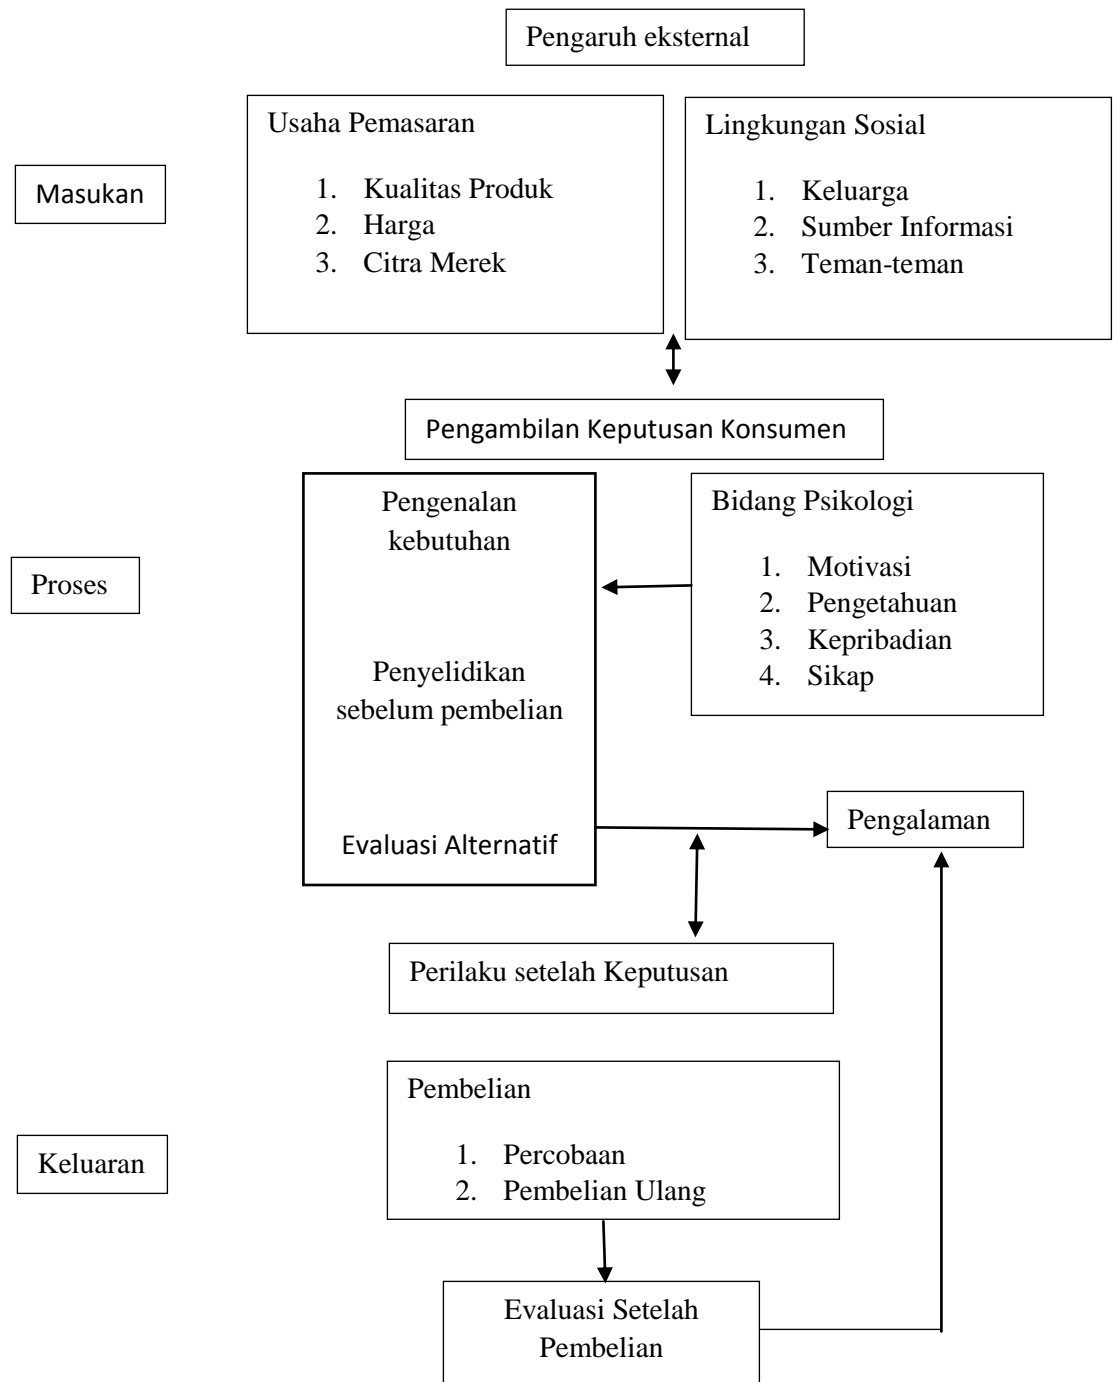 Pengaruh eksternal
Usaha Pemasaran
1. Kualitas Produk
2. Harga
3. Citra Merek
Lingkungan Sosial
1. Keluarga
2. Sumber Informasi
3. Teman-teman
Masukan
Pengambilan Keputusan Konsumen
Pengenalan
kebutuhan
Penyelidikan
sebelum pembelian
Evaluasi Alternatif
Bidang Psikologi
1. Motivasi
2. Pengetahuan
3. Kepribadian
4. Sikap
Proses
Pengalaman
Perilaku setelah Keputusan
Pembelian
1. Percobaan
2. Pembelian Ulang
Keluaran
Evaluasi Setelah
Pembelian